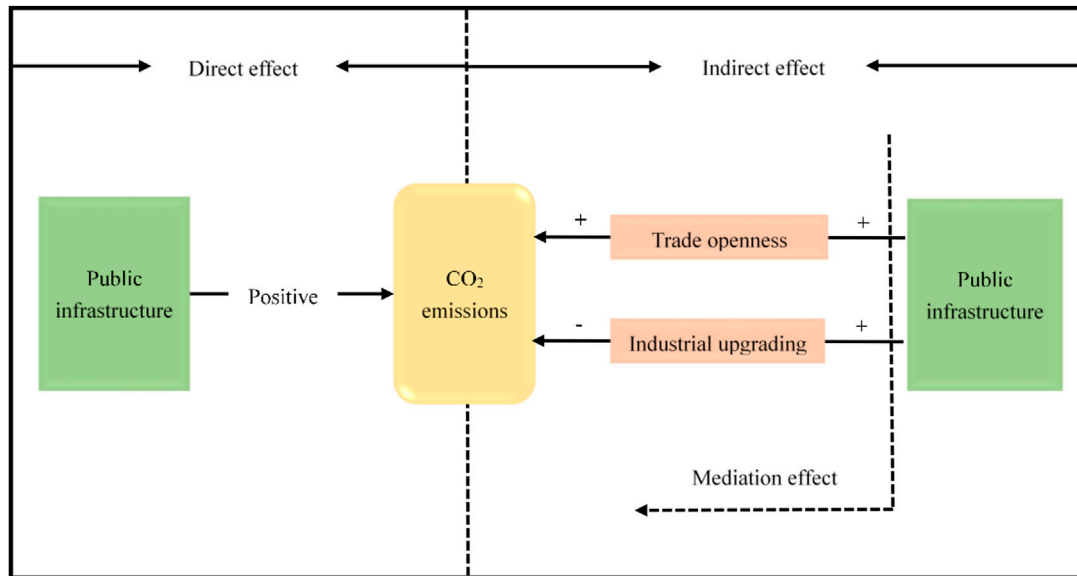 Direct effect
Indirect effect
Public
infrastructure
Positive
CO₂
emissions
+
Trade openness
+
-
Industrial upgrading
+
Public
infrastructure
Mediation effect